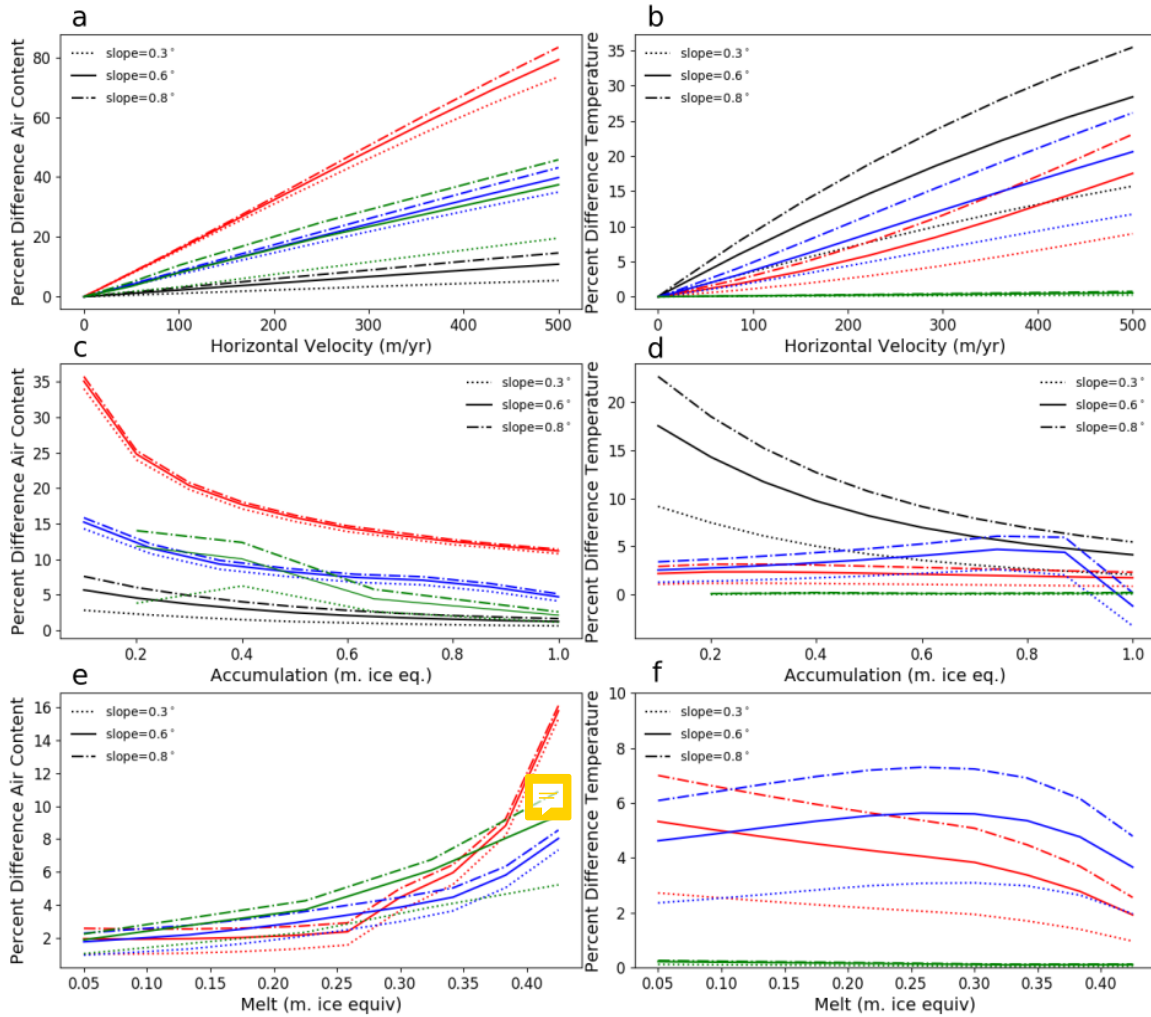 a
Percent Difference Air Content
80
60
40
20
0
slope=0.3°
slope=0.6°
slope=0.8°
0 100 200 300 400 500
Horizontal Velocity (m/yr)
b
Percent Difference Temperature
35
30
25
20
15
10
5
0
slope=0.3°
slope=0.6°
slope=0.8°
0 100 200 300 400 500
Horizontal Velocity (m/yr)
c
Percent Difference Air Content
35
30
25
20
15
10
5
0
slope=0.3°
slope=0.6°
slope=0.8°
0.2 0.4 0.6 0.8 1.0
Accumulation (m. ice eq.)
d
Percent Difference Temperature
20
15
10
5
0
slope=0.3°
slope=0.6°
slope=0.8°
0.2 0.4 0.6 0.8 1.0
Accumulation (m. ice eq.)
e
Percent Difference Air Content
16
14
12
10
8
6
4
2
slope=0.3°
slope=0.6°
slope=0.8°
0.05 0.10 0.15 0.20 0.25 0.30 0.35 0.40
Melt (m. ice equiv)
f
Percent Difference Temperature
10
8
6
4
2
0
slope=0.3°
slope=0.6°
slope=0.8°
0.05 0.10 0.15 0.20 0.25 0.30 0.35 0.40
Melt (m. ice equiv)